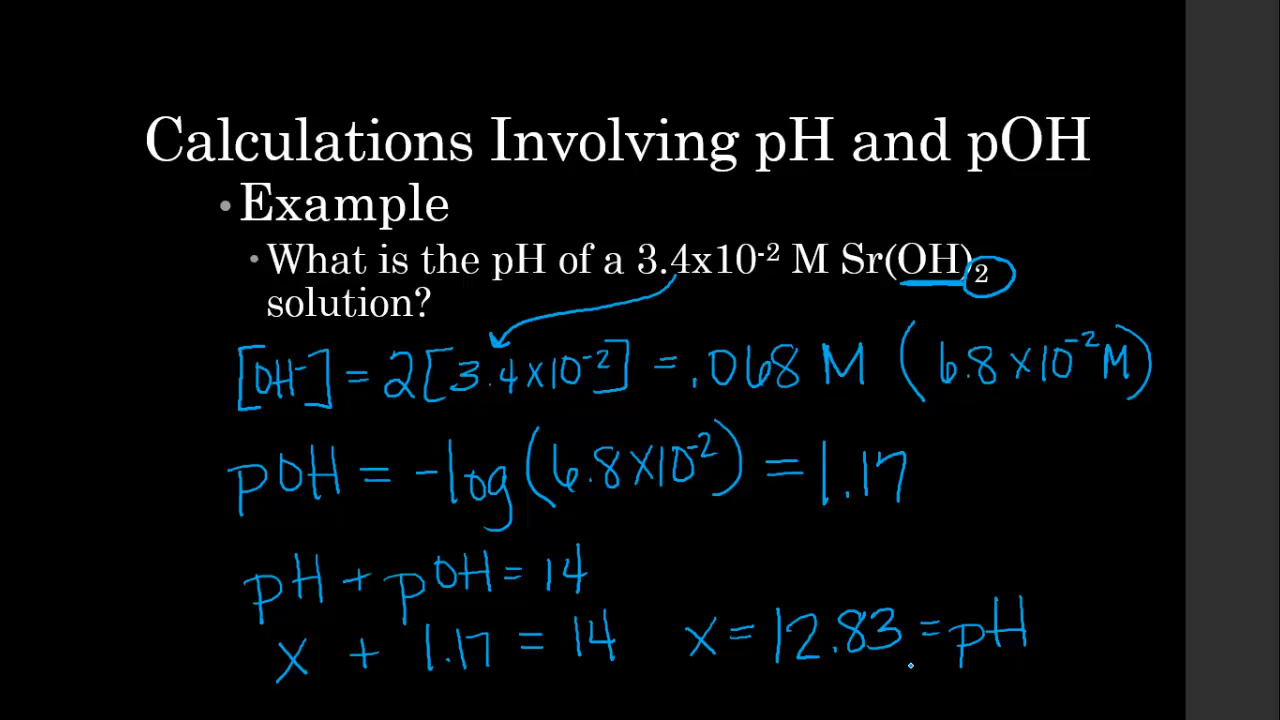 Calculations Involving pH and pOH
• Example
• What is the pH of a 3.4x10⁻² M Sr(OH)₂
solution?
[OH⁻] = 2[3.4x10⁻²] = .068 M (6.8x10⁻² M)
pOH = -log(6.8x10⁻²) = 1.17
pH + pOH = 14
x + 1.17 = 14 x = 12.83 = pH